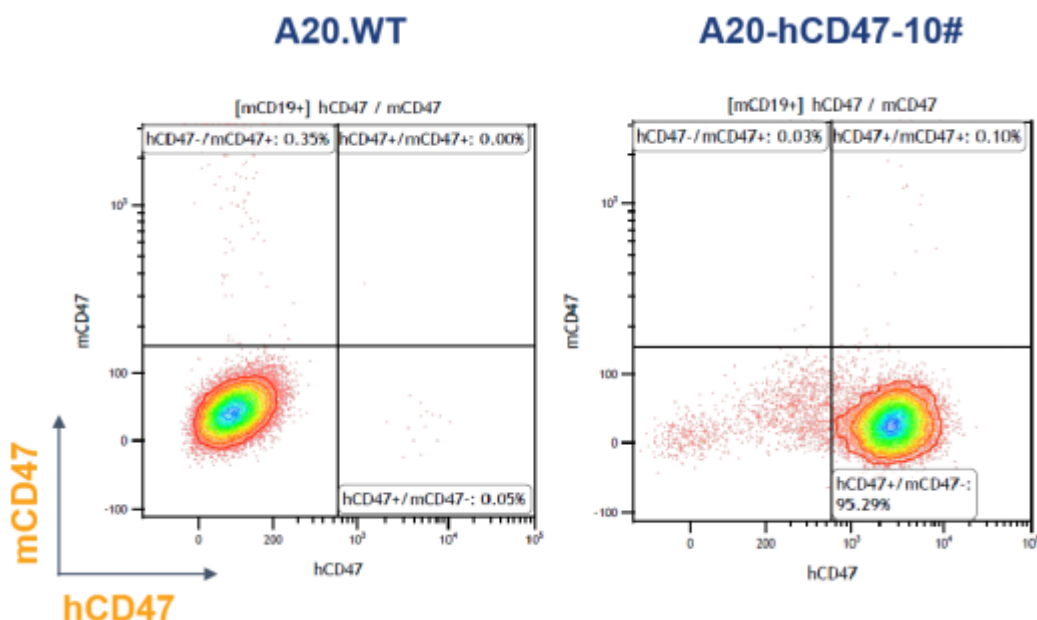 A20.WT
A20-hCD47-10#
[mCD19+] hCD47 / mCD47
hCD47-/mCD47+: 0.35%
hCD47+/mCD47+: 0.00%
mCD47
10³
100
0
-100
hCD47+/mCD47-: 0.05%
0
200
10³
10⁴
10⁵
hCD47
[mCD19+] hCD47 / mCD47
hCD47-/mCD47+: 0.03%
hCD47+/mCD47+: 0.10%
mCD47
10³
100
0
-100
hCD47+/mCD47-:
95.29%
0
200
10³
10⁴
10⁵
hCD47
mCD47
hCD47